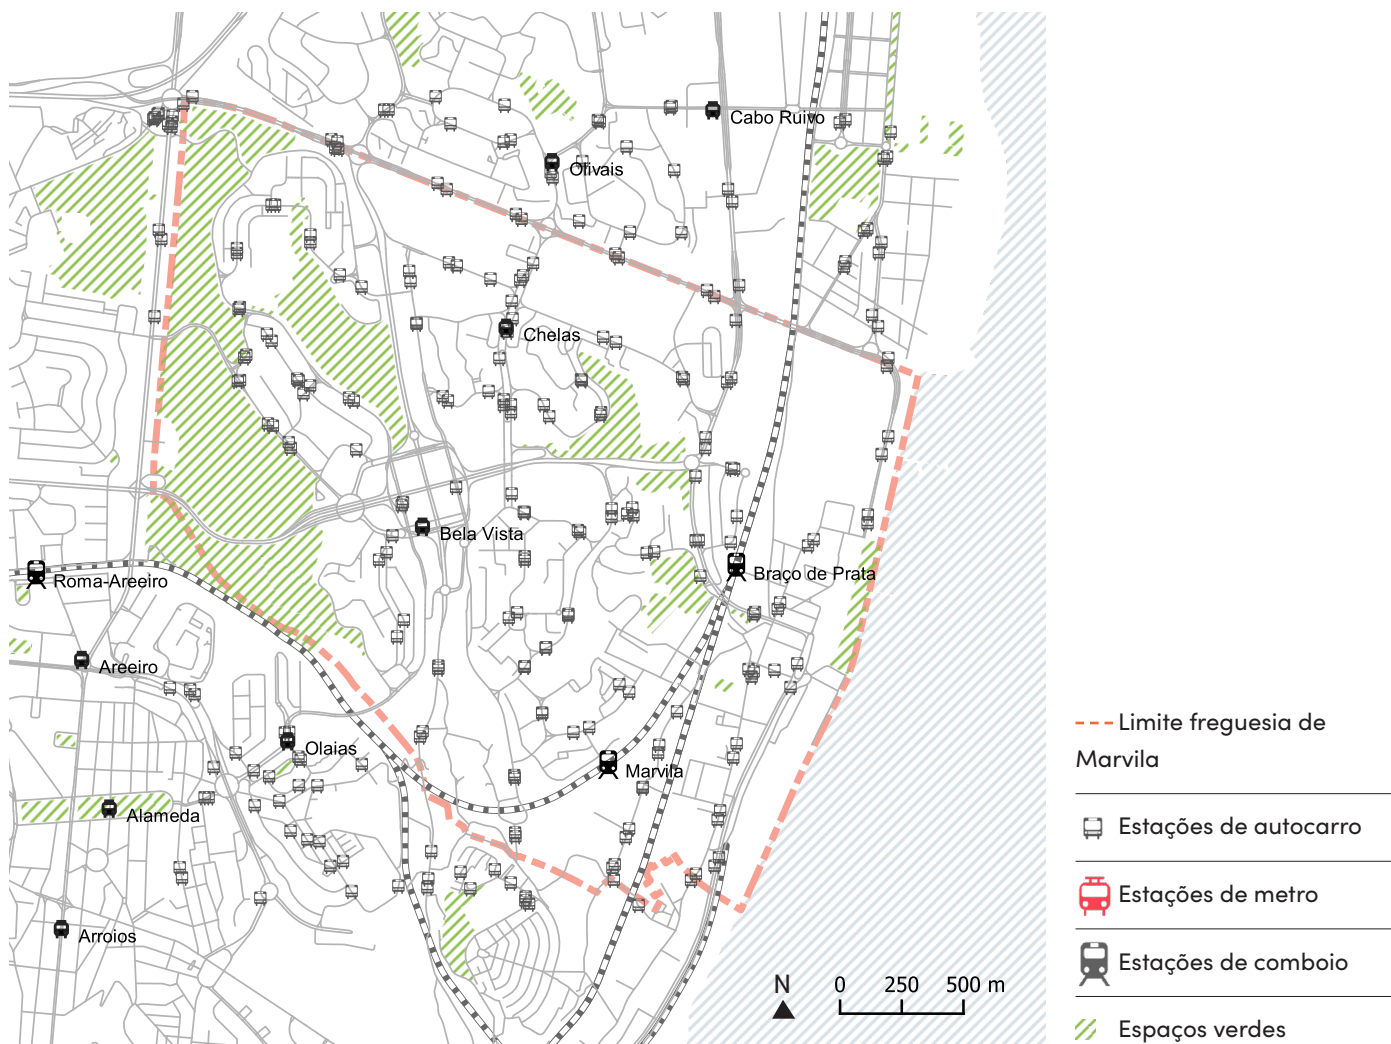 Cabo Ruivo
Olivais
Chelas
Bela Vista
Roma-Areeiro
Braço de Prata
Areeiro
Olaias
Marvila
Alameda
Arroios
N
0 250 500 m
Limite freguesia de
Marvila
Estações de autocarro
Estações de metro
Estações de comboio
Espaços verdes